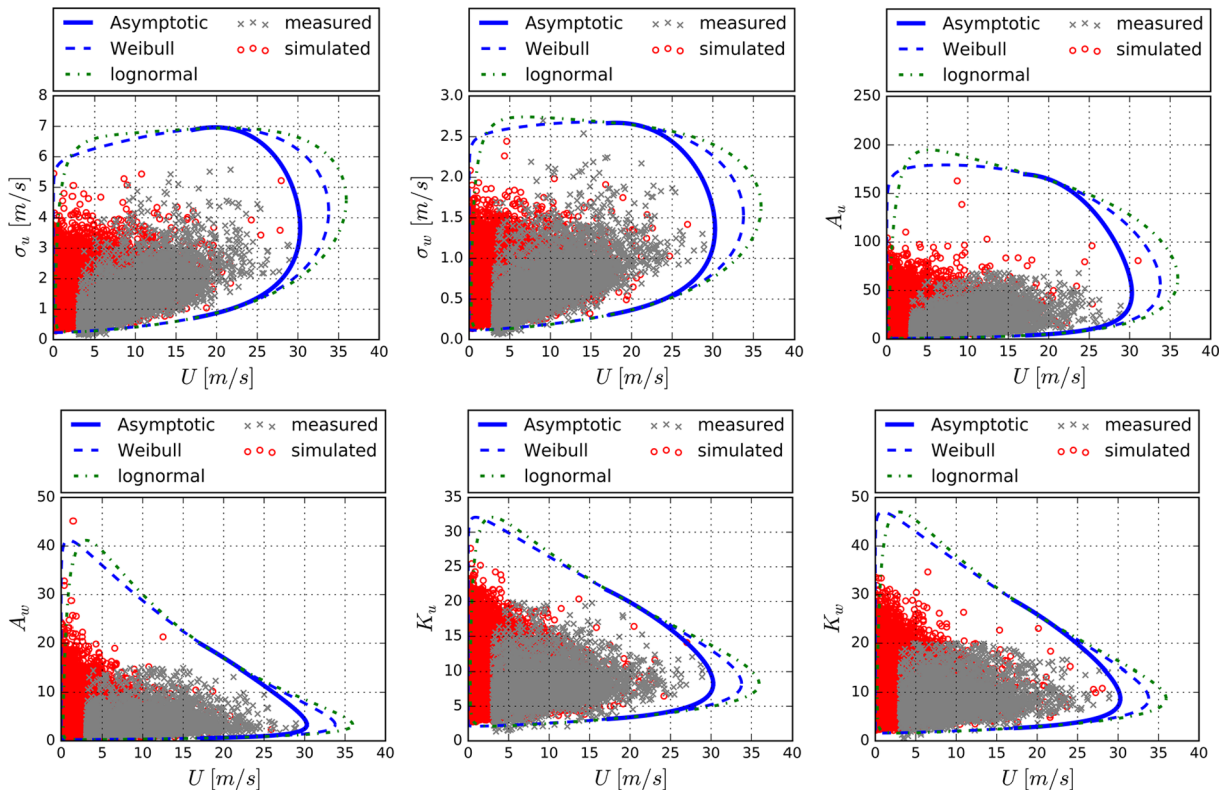 Asymptotic measured
Weibull simulated
lognormal
8
7
6
5
4
3
2
1
0
σ_u [m/s]
0 5 10 15 20 25 30 35 40
U [m/s]
Asymptotic measured
Weibull simulated
lognormal
3.0
2.5
2.0
1.5
1.0
0.5
0.0
σ_w [m/s]
0 5 10 15 20 25 30 35 40
U [m/s]
Asymptotic measured
Weibull simulated
lognormal
250
200
150
100
50
0
A_u
0 5 10 15 20 25 30 35 40
U [m/s]
Asymptotic measured
Weibull simulated
lognormal
50
40
30
20
10
0
A_w
0 5 10 15 20 25 30 35 40
U [m/s]
Asymptotic measured
Weibull simulated
lognormal
35
30
25
20
15
10
5
0
K_u
0 5 10 15 20 25 30 35 40
U [m/s]
Asymptotic measured
Weibull simulated
lognormal
50
40
30
20
10
0
K_w
0 5 10 15 20 25 30 35 40
U [m/s]